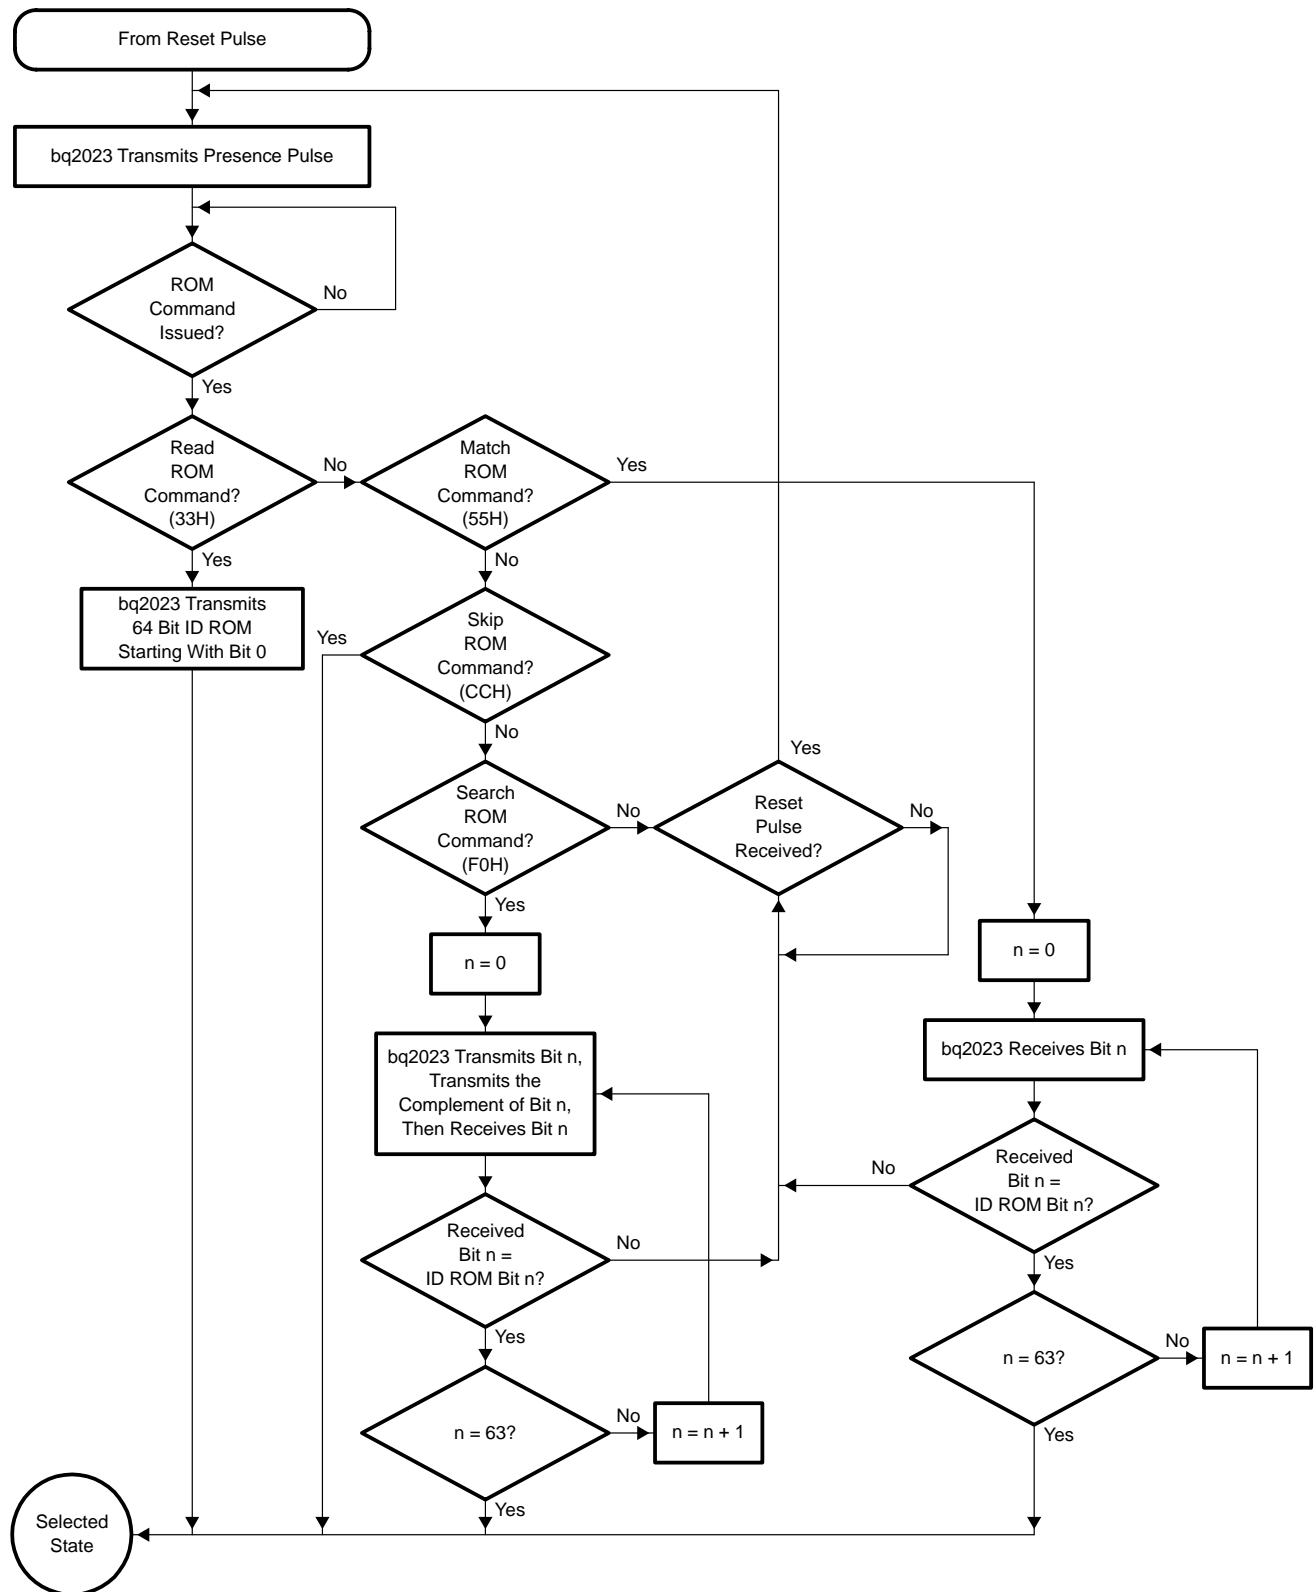 From Reset Pulse
bq2023 Transmits Presence Pulse
ROM
Command
Issued?
No
Yes
Read
ROM
Command?
(33H)
No
Match
ROM
Command?
(55H)
Yes
Yes
No
bq2023 Transmits
64 Bit ID ROM
Starting With Bit 0
Yes
Skip
ROM
Command?
(CCH)
No
Yes
Search
ROM
Command?
(F0H)
No
Reset
Pulse
Received?
No
Yes
n = 0
n = 0
bq2023 Transmits Bit n,
Transmits the
Complement of Bit n,
Then Receives Bit n
bq2023 Receives Bit n
Received
Bit n =
ID ROM Bit n?
No
No
Received
Bit n =
ID ROM Bit n?
Yes
Yes
n = 63?
No
n = n + 1
n = 63?
No
n = n + 1
Yes
Yes
Selected
State